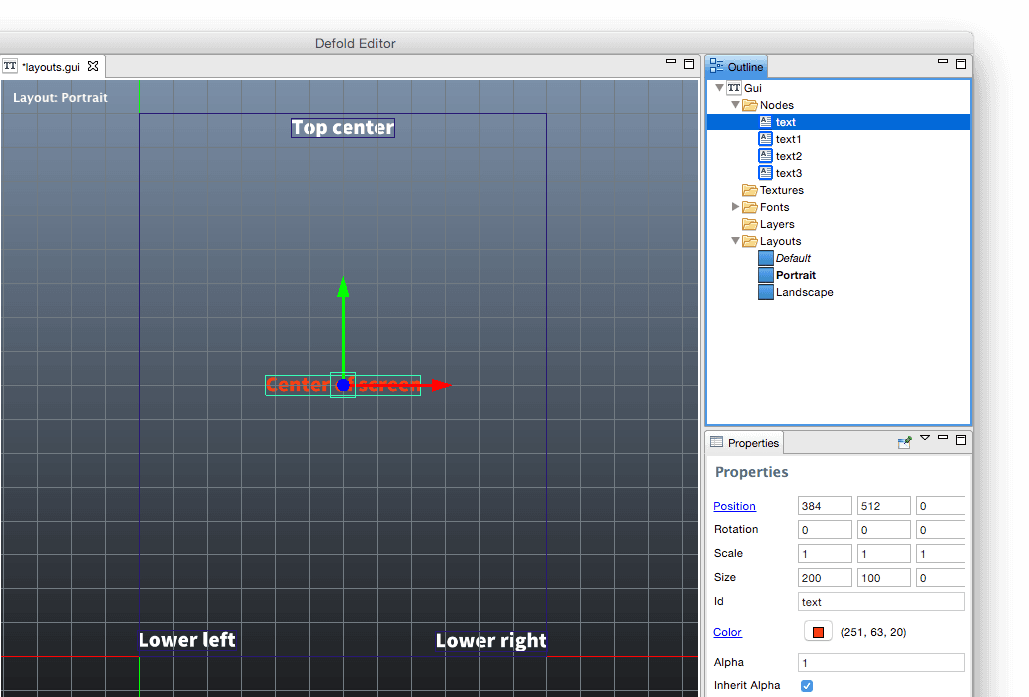 Defold Editor
*layouts.gui
Layout: Portrait
Top center
Center of screen
Lower left
Lower right
Outline
Gui
Nodes
text
text1
text2
text3
Textures
Fonts
Layers
Layouts
Default
Portrait
Landscape
Properties
Properties
Position 384 512 0
Rotation 0 0 0
Scale 1 1 1
Size 200 100 0
Id text
Color (251, 63, 20)
Alpha 1
Inherit Alpha